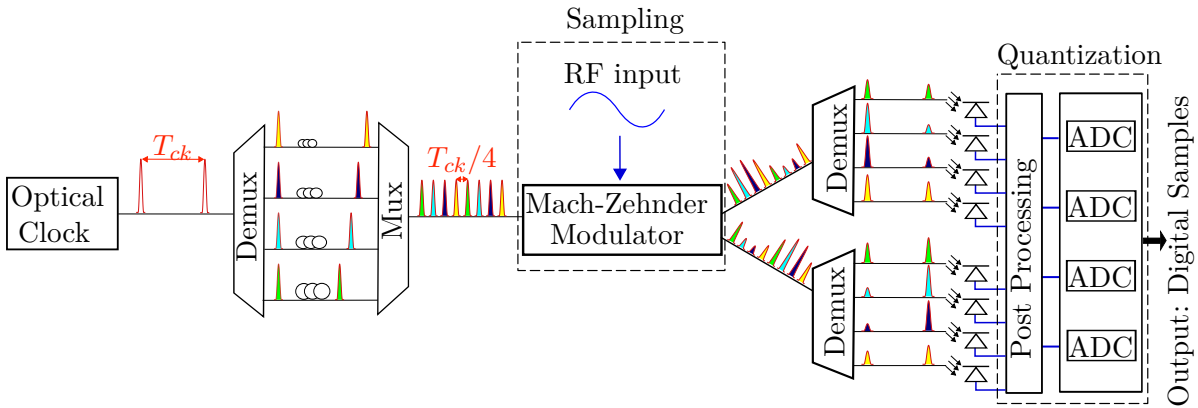 Sampling
RF input
Quantization
T_ck
T_ck/4
Optical
Clock
Demux
Mux
Mach-Zehnder
Modulator
Demux
Demux
Post Processing
ADC
ADC
ADC
ADC
Output: Digital Samples